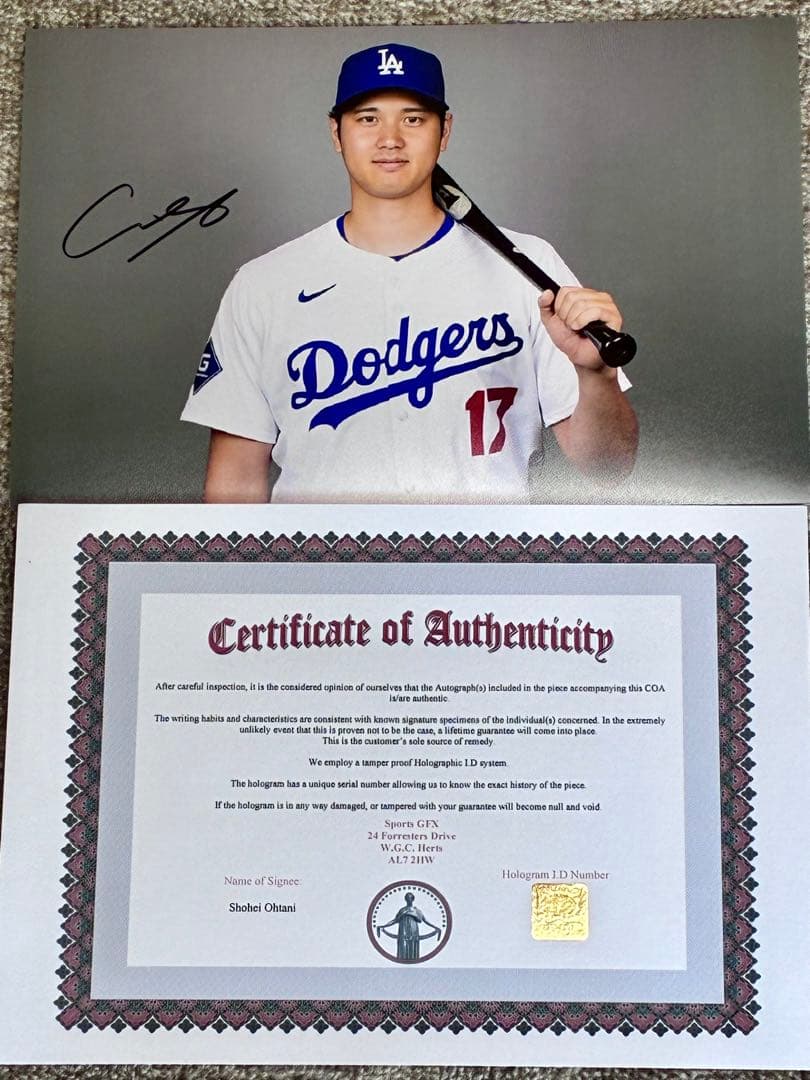 LA
G
Dodgers
17
Certificate of Authenticity
After careful inspection, it is the considered opinion of ourselves that the Autograph(s) included in the piece accompanying this COA
is/are authentic.
The writing habits and characteristics are consistent with known signature specimens of the individual(s) concerned. In the extremely
unlikely event that this is proven not to be the case, a lifetime guarantee will come into place.
This is the customer's sole source of remedy.
We employ a tamper proof Holographic I.D system.
The hologram has a unique serial number allowing us to know the exact history of the piece.
If the hologram is in any way damaged, or tampered with your guarantee will become null and void.
Sports GFX
24 Forresters Drive
W.G.C. Herts
AL7 2HW
Name of Signee:
Hologram I.D Number
Shohei Ohtani